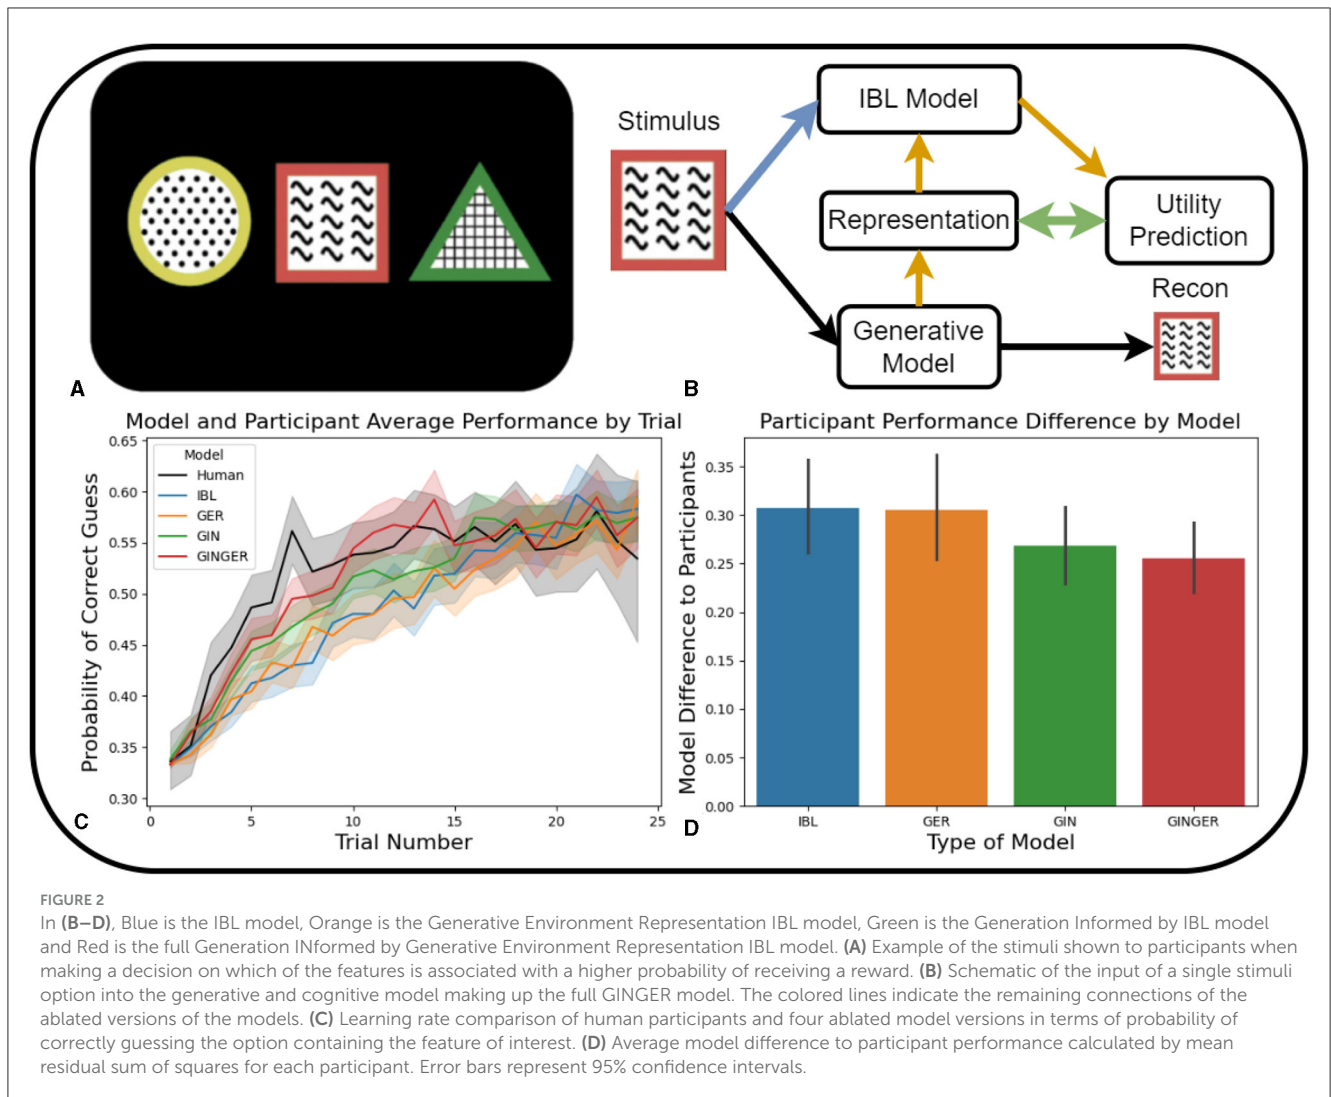 Stimulus
IBL Model
Representation
Utility
Prediction
Generative
Model
Recon
A
B
Model and Participant Average Performance by Trial
Probability of Correct Guess
0.65
0.60
0.55
0.50
0.45
0.40
0.35
0.30
Model
Human
IBL
GER
GIN
GINGER
0
5
10
15
20
25
Trial Number
C
Participant Performance Difference by Model
Model Difference to Participants
0.35
0.30
0.25
0.20
0.15
0.10
0.05
0.00
IBL
GER
GIN
GINGER
Type of Model
D
FIGURE 2
In (B–D), Blue is the IBL model, Orange is the Generative Environment Representation IBL model, Green is the Generation Informed by IBL model
and Red is the full Generation INformed by Generative Environment Representation IBL model. (A) Example of the stimuli shown to participants when
making a decision on which of the features is associated with a higher probability of receiving a reward. (B) Schematic of the input of a single stimuli
option into the generative and cognitive model making up the full GINGER model. The colored lines indicate the remaining connections of the
ablated versions of the models. (C) Learning rate comparison of human participants and four ablated model versions in terms of probability of
correctly guessing the option containing the feature of interest. (D) Average model difference to participant performance calculated by mean
residual sum of squares for each participant. Error bars represent 95% confidence intervals.